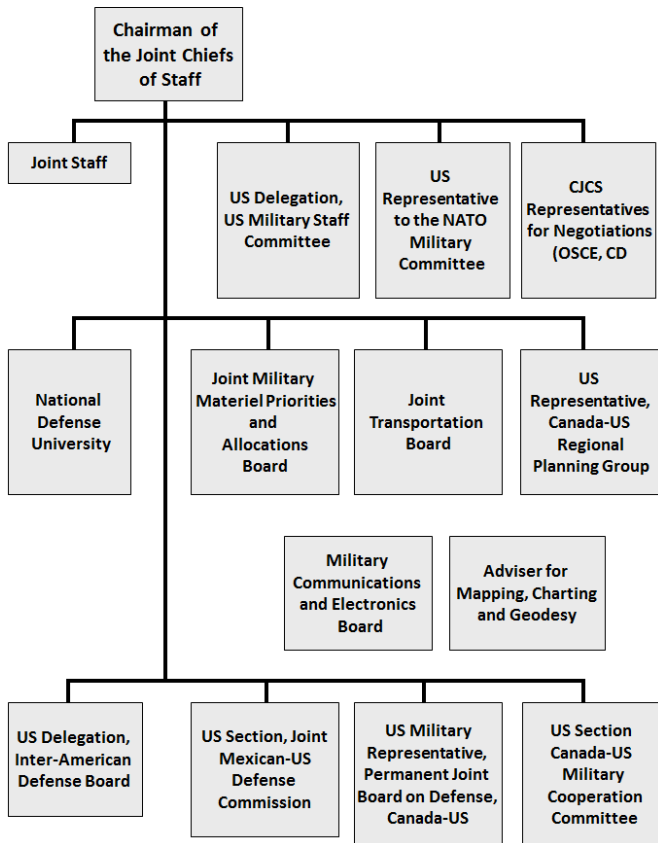 Chairman of
the Joint Chiefs
of Staff
Joint Staff
US Delegation,
US Military Staff
Committee
US
Representative
to the NATO
Military
Committee
CJCS
Representatives
for Negotiations
(OSCE, CD
National
Defense
University
Joint Military
Materiel Priorities
and
Allocations
Board
Joint
Transportation
Board
US
Representative,
Canada-US
Regional
Planning Group
Military
Communications
and Electronics
Board
Adviser for
Mapping, Charting
and Geodesy
US Delegation,
Inter-American
Defense Board
US Section, Joint
Mexican-US
Defense
Commission
US Military
Representative,
Permanent Joint
Board on Defense,
Canada-US
US Section
Canada-US
Military
Cooperation
Committee